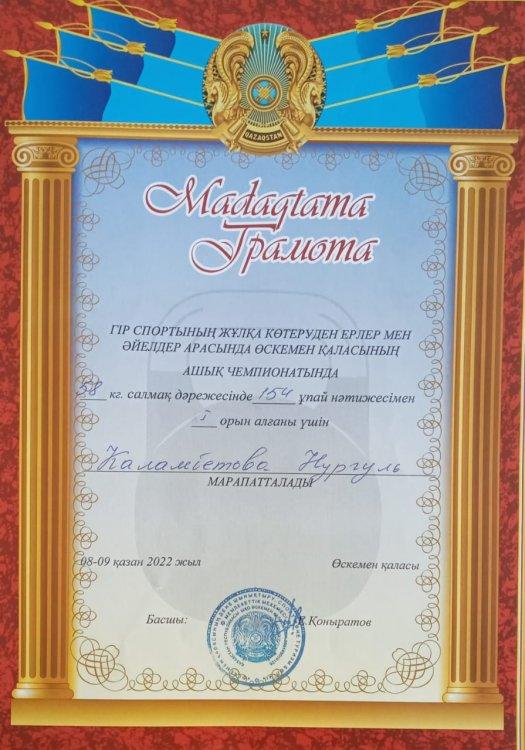 QAZAQSTAN
Madaqtama
Грамота
ГІР СПОРТЫНЫҢ ЖҰЛҚА КӨТЕРУДЕН ЕРЛЕР МЕН
ӘЙЕЛДЕР АРАСЫНДА ӨСКЕМЕН ҚАЛАСЫНЫҢ
АШЫҚ ЧЕМПИОНАТЫНДА
58 кг. салмақ дәрежесінде 154 ұпай нәтижесімен
I орын алғаны үшін
Каламбетова Нургуль
МАРАПАТТАЛАДЫ
08-09 қазан 2022 жыл Өскемен қаласы
Басшы: Е.Қоныратов